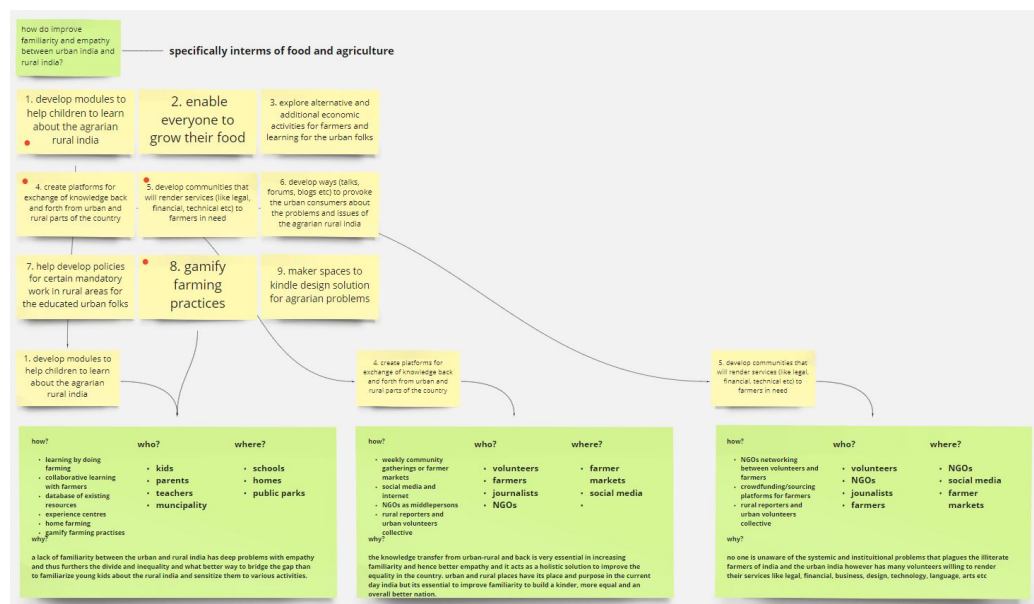 how do improve
familiarity and empathy
between urban india and
rural india?
specifically interms of food and agriculture
1. develop modules to
help children to learn
about the agrarian
rural india
2. enable
everyone to
grow their food
3. explore alternative and
additional economic
activities for farmers and
learning for the urban folks
4. create platforms for
exchange of knowledge back
and forth from urban and
rural parts of the country
5. develop communities that
will render services (like legal,
financial, technical etc) to
farmers in need
6. develop ways (talks,
forums, blogs etc) to provoke
the urban consumers about
the problems and issues of
the agrarian rural india
7. help develop policies
for certain mandatory
work in rural areas for
the educated urban folks
8. gamify
farming
practices
9. maker spaces to
kindle design solution
for agrarian problems
1. develop modules to
help children to learn
about the agrarian
rural india
4. create platforms for
exchange of knowledge back
and forth from urban and
rural parts of the country
5. develop communities that
will render services (like legal,
financial, technical etc) to
farmers in need
how?
• learning by doing
farming
• collaborative learning
with farmers
• database of existing
resources
• experience centres
• home farming
• gamify farming practises
who?
• kids
• parents
• teachers
• muncipality
where?
• schools
• homes
• public parks
why?
a lack of familiarity between the urban and rural india has deep problems with empathy
and thus furthers the divide and inequality and what better way to bridge the gap than
to familiarize young kids about the rural india and sensitize them to various activities.
how?
• weekly community
gatherings or farmer
markets
• social media and
internet
• NGOs as middlepersons
• rural reporters and
urban volunteers
collective
who?
• volunteers
• farmers
• journalists
• NGOs
where?
• farmer
markets
• social media
•
why?
the knowledge transfer from urban-rural and back is very essential in increasing
familiarity and hence better empathy and it acts as a holistic solution to improve the
equality in the country. urban and rural places have its place and purpose in the current
day india but its essential to improve familiarity to build a kinder, more equal and an
overall better nation.
how?
• NGOs networking
between volunteers and
farmers
• crowdfunding/sourcing
platforms for farmers
• rural reporters and
urban volunteers
collective
who?
• volunteers
• NGOs
• jounalists
• farmers
where?
• NGOs
• social media
• farmer
markets
why?
no one is unaware of the systemic and instituitional problems that plagues the illiterate
farmers of india and the urban india however has many volunteers willing to render
their services like legal, financial, business, design, technology, language, arts etc